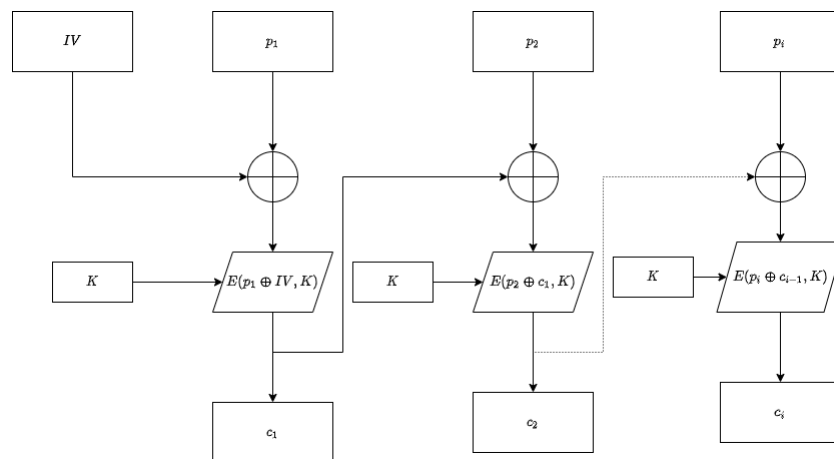 IV
p₁
p₂
pᵢ
K
E(p₁ ⊕ IV, K)
K
E(p₂ ⊕ c₁, K)
K
E(pᵢ ⊕ cᵢ₋₁, K)
c₁
c₂
cᵢ